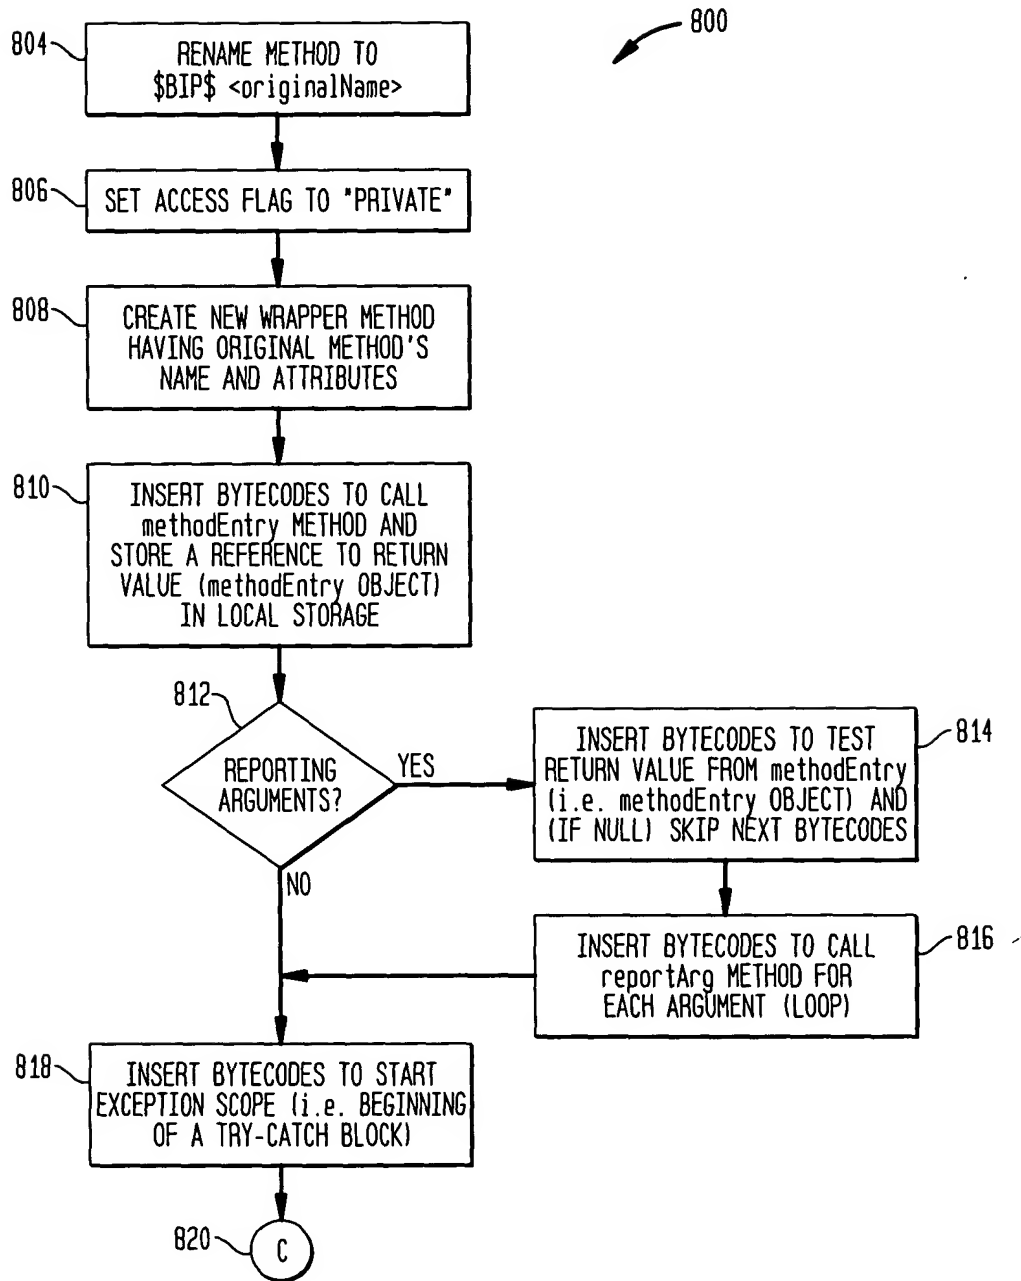 800
804
RENAME METHOD TO
$BIP$ <originalName>
806
SET ACCESS FLAG TO "PRIVATE"
808
CREATE NEW WRAPPER METHOD
HAVING ORIGINAL METHOD'S
NAME AND ATTRIBUTES
810
INSERT BYTECODES TO CALL
methodEntry METHOD AND
STORE A REFERENCE TO RETURN
VALUE (methodEntry OBJECT)
IN LOCAL STORAGE
812
REPORTING
ARGUMENTS?
YES
NO
814
INSERT BYTECODES TO TEST
RETURN VALUE FROM methodEntry
(i.e. methodEntry OBJECT) AND
(IF NULL) SKIP NEXT BYTECODES
816
INSERT BYTECODES TO CALL
reportArg METHOD FOR
EACH ARGUMENT (LOOP)
818
INSERT BYTECODES TO START
EXCEPTION SCOPE (i.e. BEGINNING
OF A TRY-CATCH BLOCK)
820
C